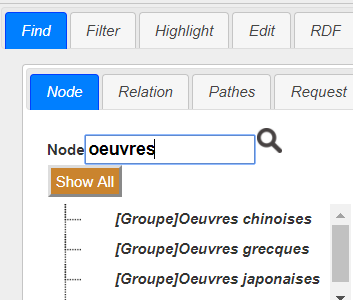 Find Filter Highlight Edit RDF
Node Relation Pathes Request
Node oeuvres
Show All
[Groupe]Oeuvres chinoises
[Groupe]Oeuvres grecques
[Groupe]Oeuvres japonaises